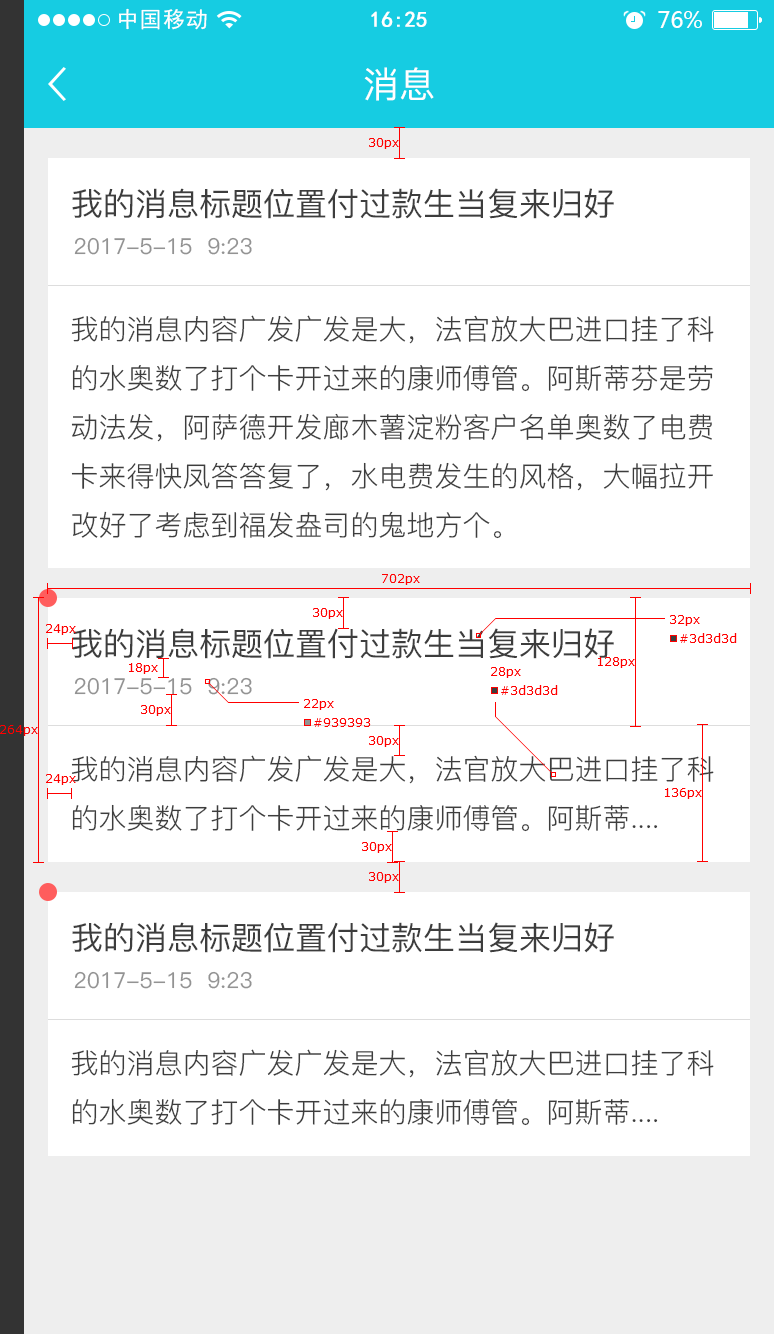 中国移动 16:25 76%
消息
30px
我的消息标题位置付过款生当复来归好
2017-5-15 9:23
我的消息内容广发广发是大，法官放大巴进口挂了科
的水奥数了打个卡开过来的康师傅管。阿斯蒂芬是劳
动法发，阿萨德开发廊木薯淀粉客户名单奥数了电费
卡来得快凤答答复了，水电费发生的风格，大幅拉开
改好了考虑到福发盎司的鬼地方个。
702px
30px
32px
24px
#3d3d3d
我的消息标题位置付过款生当复来归好
128px
18px
28px
2017-5-15 9:23
#3d3d3d
30px
22px
#939393
264px
30px
我的消息内容广发广发是大，法官放大巴进口挂了科
24px
136px
的水奥数了打个卡开过来的康师傅管。阿斯蒂....
30px
30px
我的消息标题位置付过款生当复来归好
2017-5-15 9:23
我的消息内容广发广发是大，法官放大巴进口挂了科
的水奥数了打个卡开过来的康师傅管。阿斯蒂....